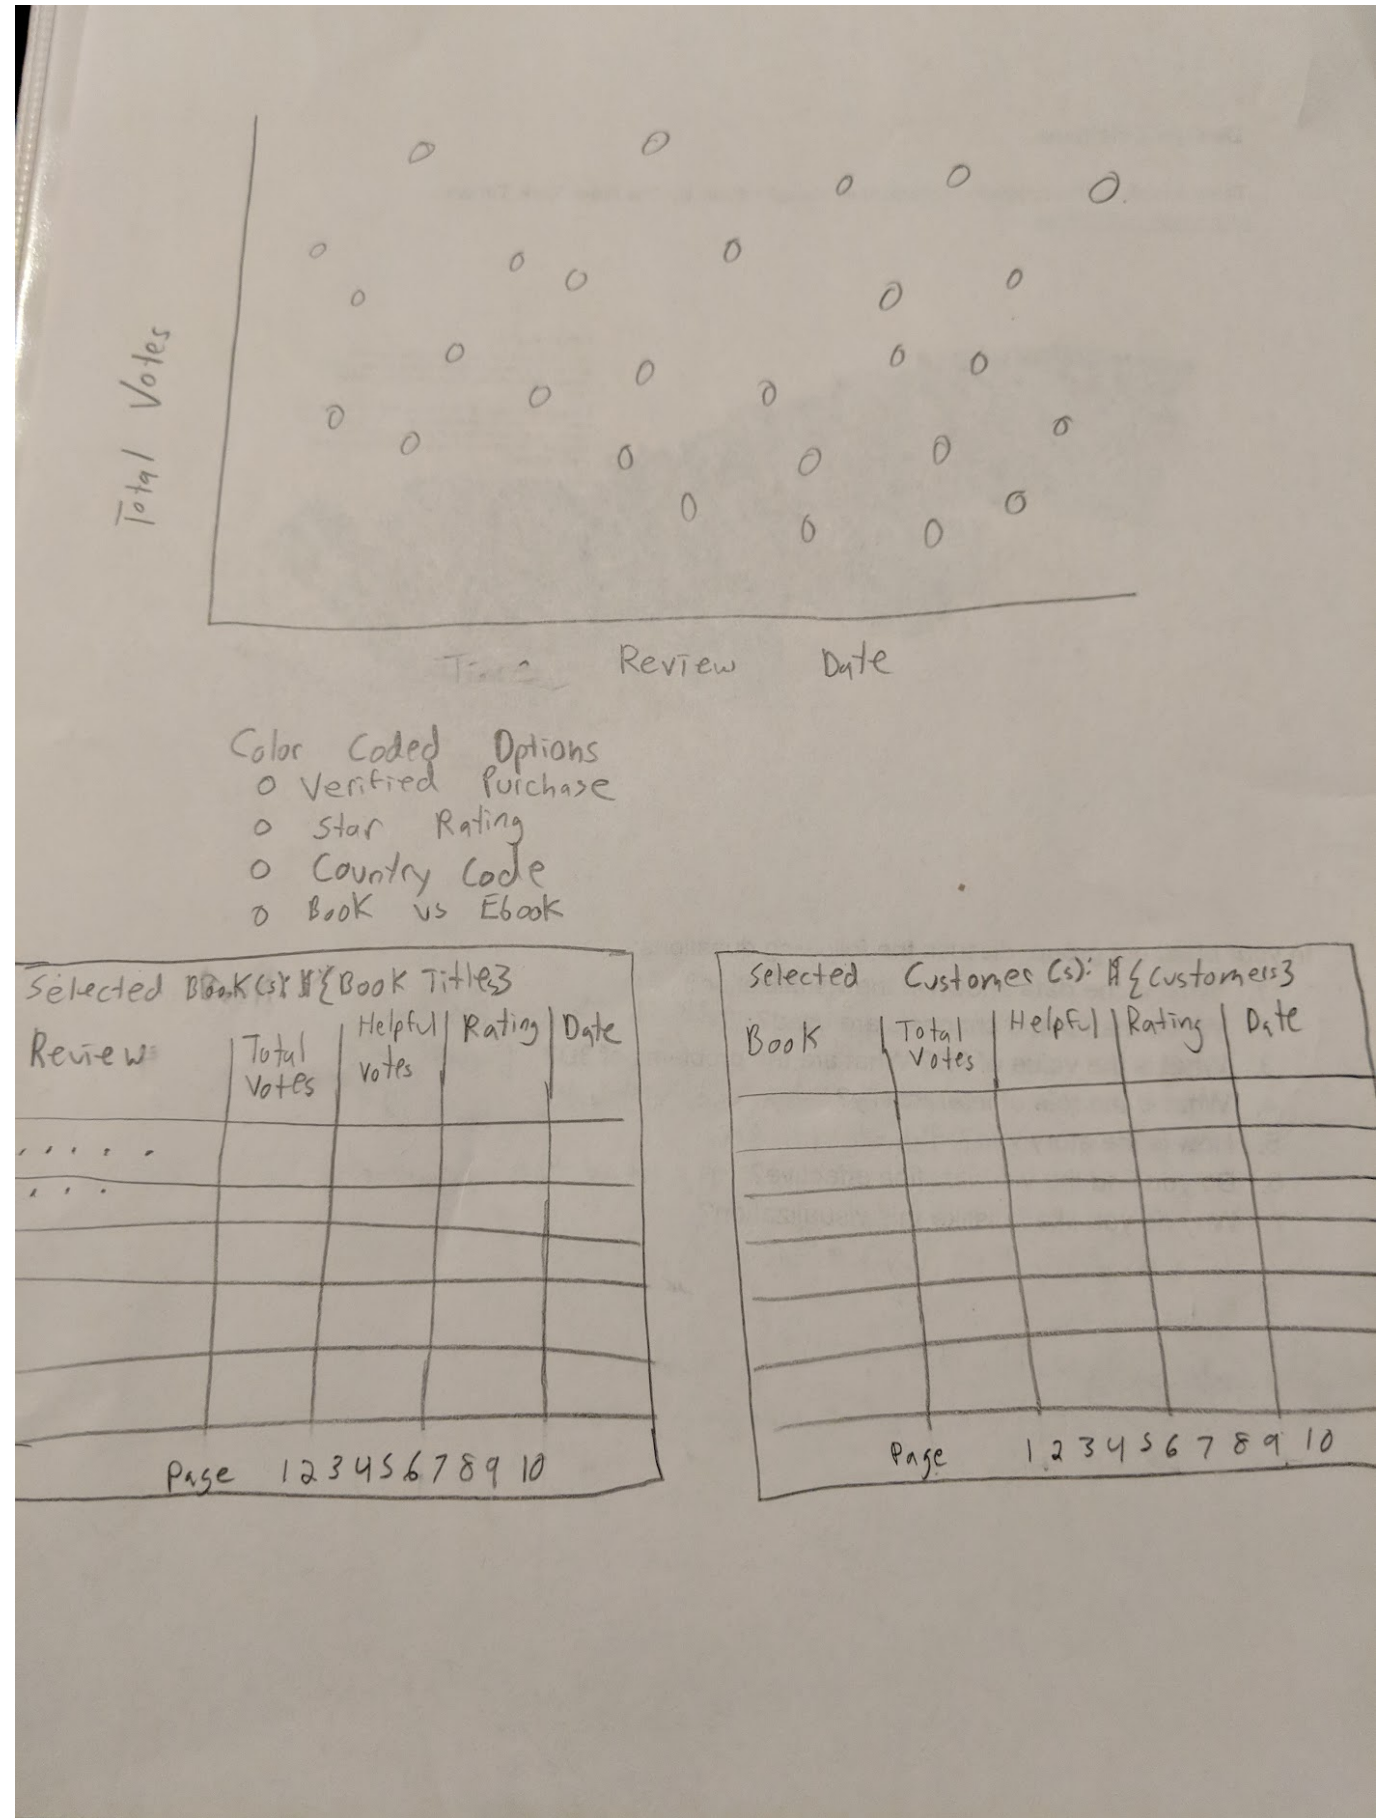 Total Votes
Time Review Date
Color Coded Options
Verified Purchase
Star Rating
Country Code
Book vs Ebook
Selected Book(s): ${Book Title}
Review
Total Votes
Helpful votes
Rating
Date
Page 1 2 3 4 5 6 7 8 9 10
Selected Customer(s): ${Customers}
Book
Total Votes
Helpful
Rating
Date
Page 1 2 3 4 5 6 7 8 9 10